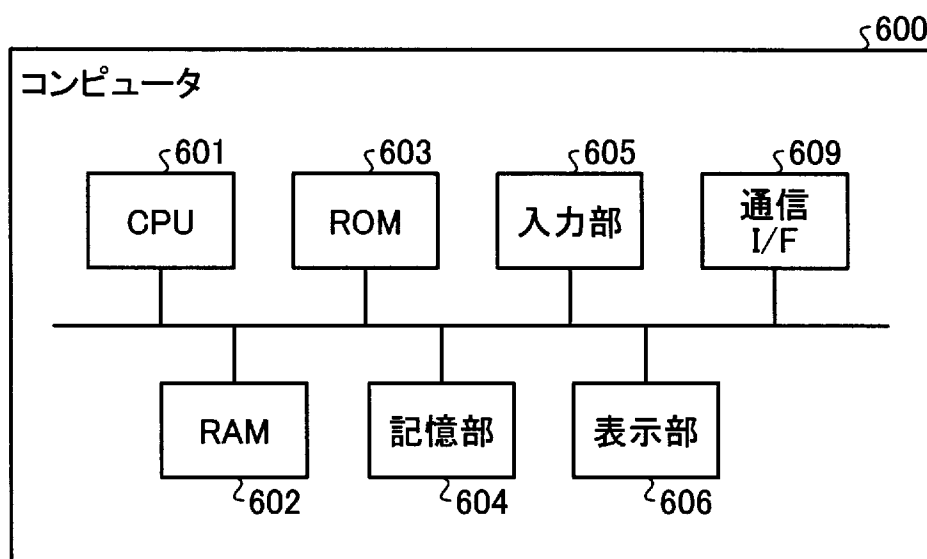 600
コンピュータ
601
603
605
609
CPU
ROM
入力部
通信
I/F
RAM
記憶部
表示部
602
604
606